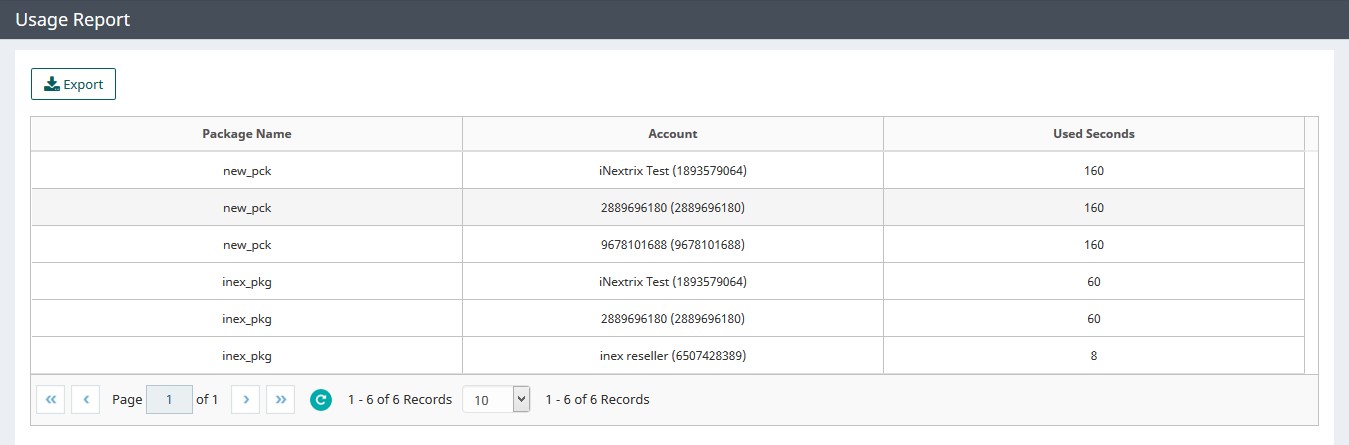 Usage Report
Export
Package Name Account Used Seconds
new_pck iNextrix Test (1893579064) 160
new_pck 2889696180 (2889696180) 160
new_pck 9678101688 (9678101688) 160
inex_pkg iNextrix Test (1893579064) 60
inex_pkg 2889696180 (2889696180) 60
inex_pkg inex reseller (6507428389) 8
Page 1 of 1 1 - 6 of 6 Records 10 1 - 6 of 6 Records